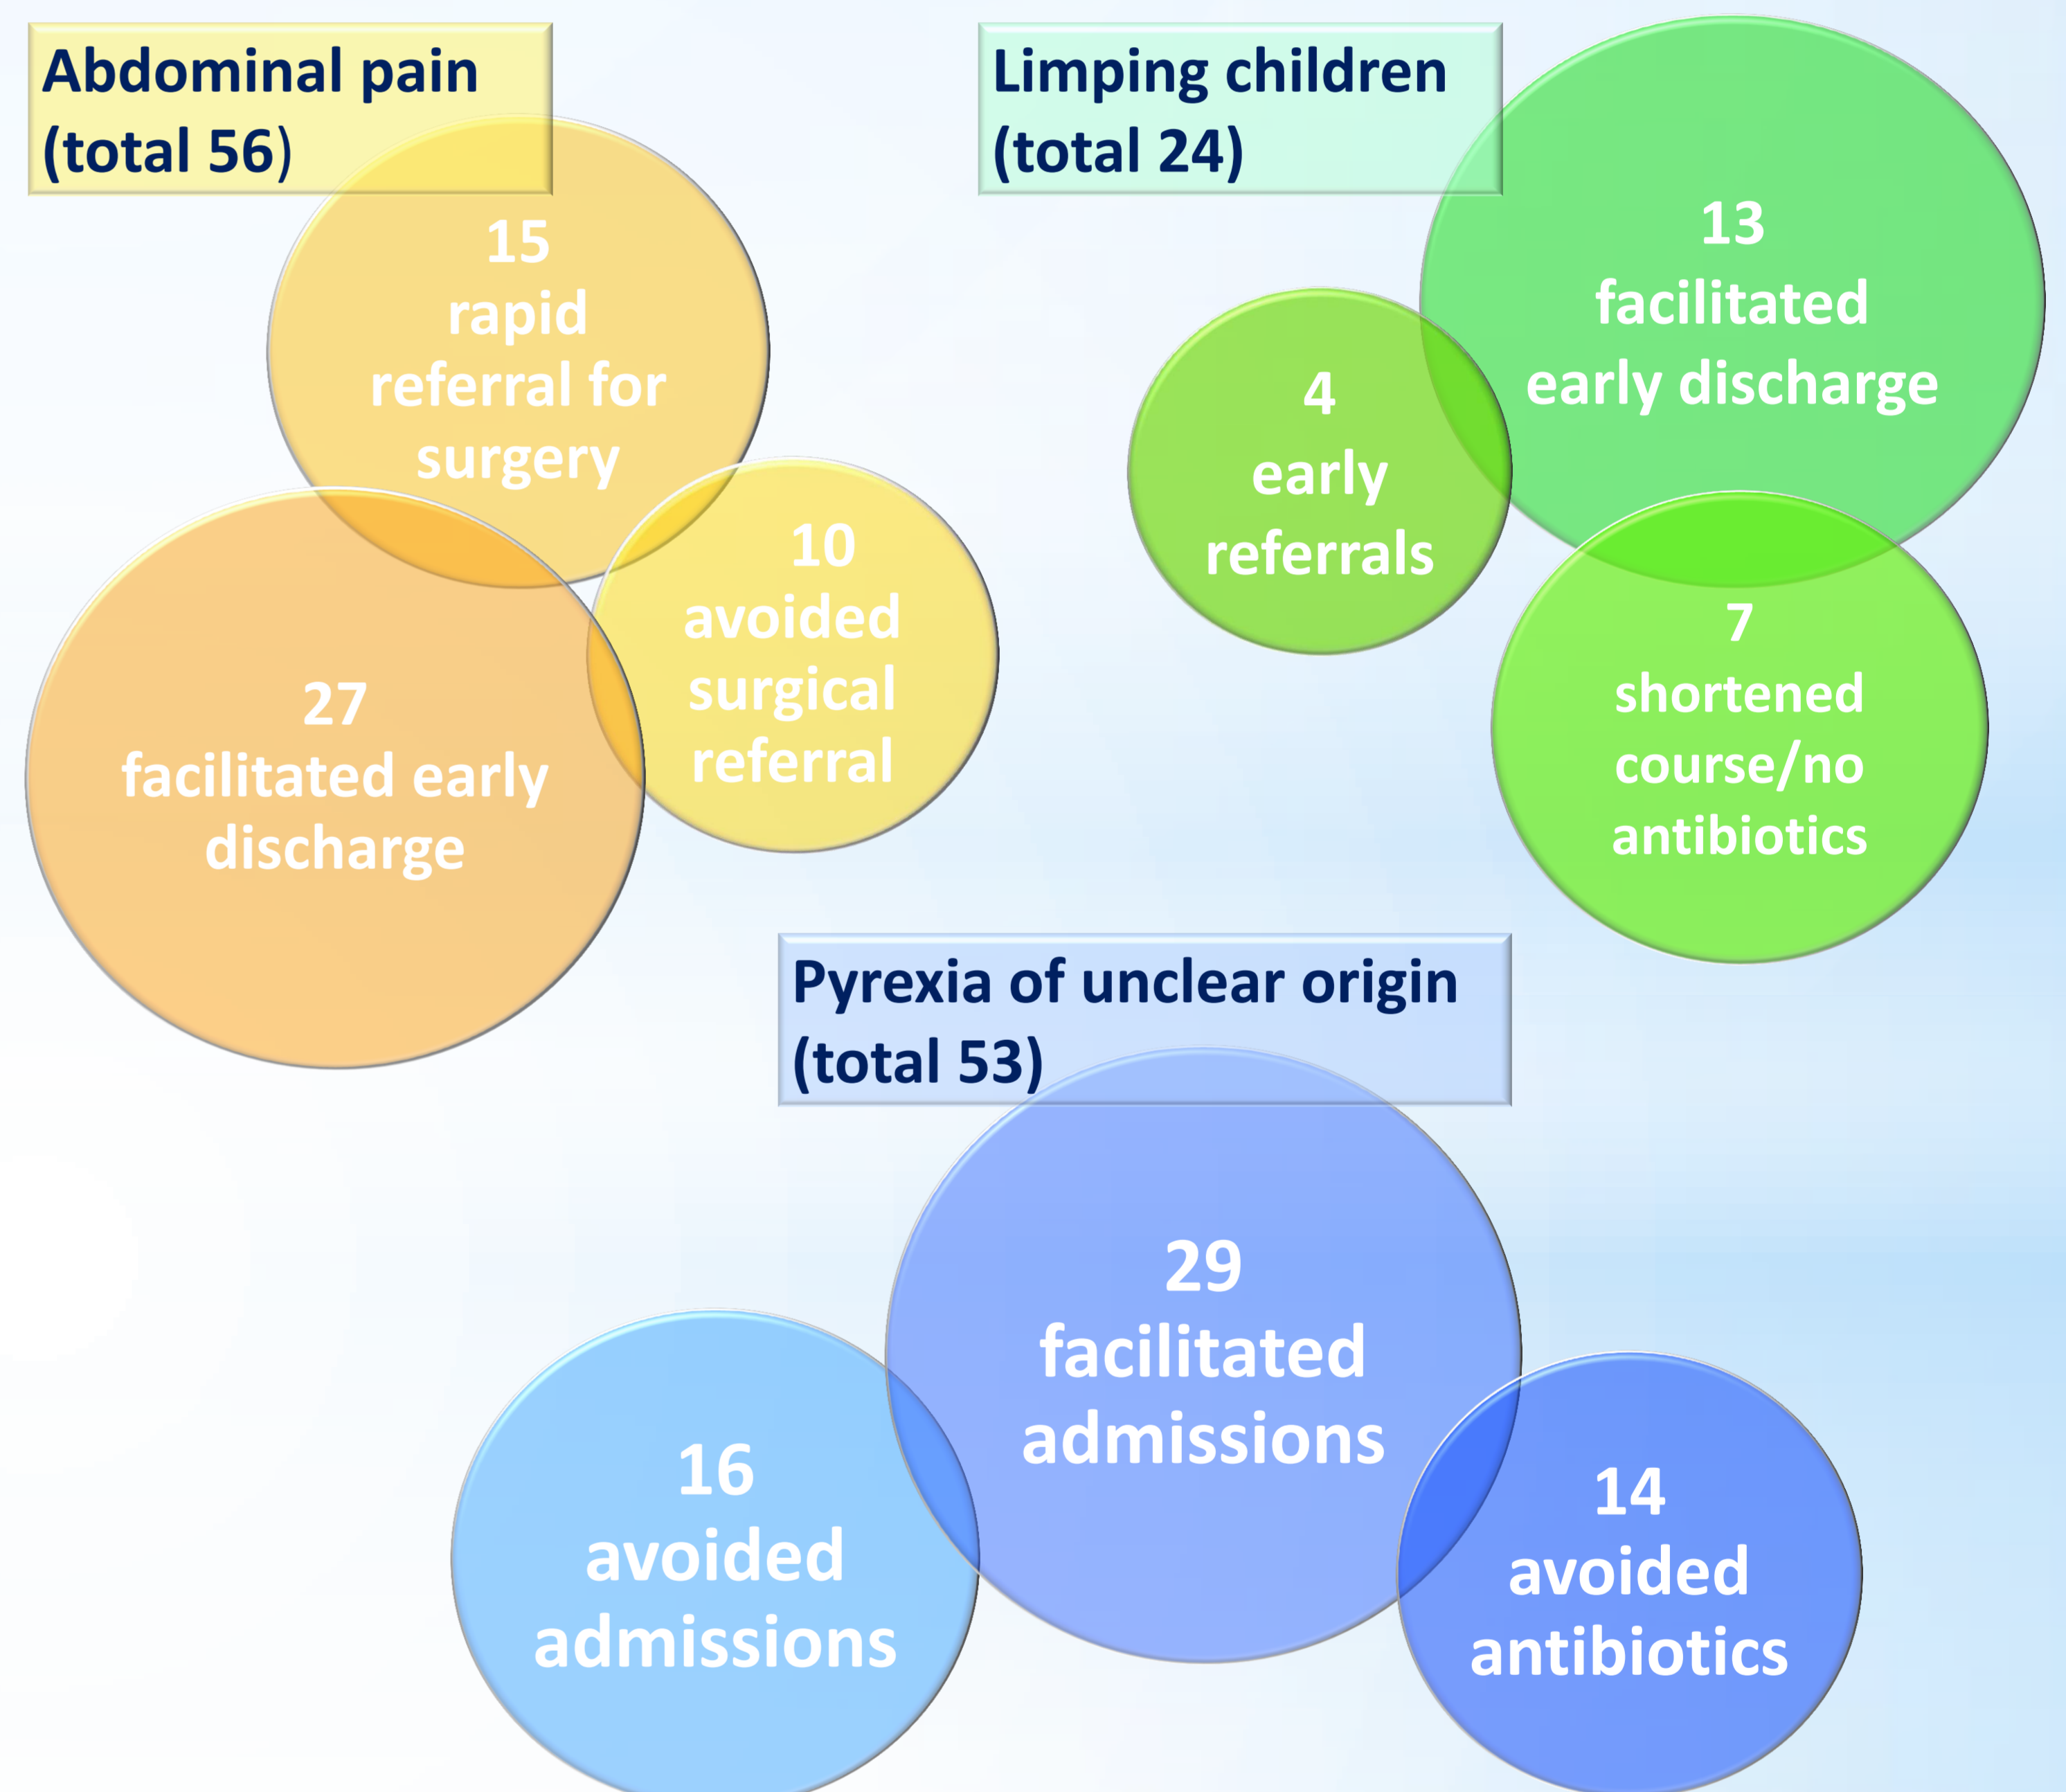 Abdominal pain
(total 56)
15
rapid
referral for
surgery
10
avoided
surgical
referral
27
facilitated early
discharge
Limping children
(total 24)
13
facilitated
early discharge
4
early
referrals
7
shortened
course/no
antibiotics
Pyrexia of unclear origin
(total 53)
29
facilitated
admissions
16
avoided
admissions
14
avoided
antibiotics